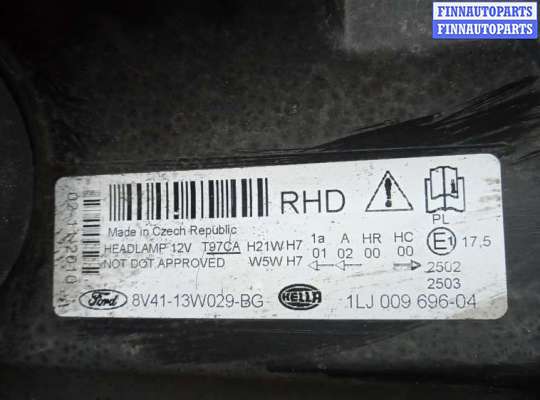 FINNAUTOPARTS
FINNAUTOPARTS
RHD
PL
Made in Czech Republic
HEADLAMP 12V T97CA H21W H7 1a A HR HC
01 02 00 00 E1 17,5
NOT DOT APPROVED W5W H7
2502
2503
Ford 8V41-13W029-BG HELLA 1LJ 009 696-04